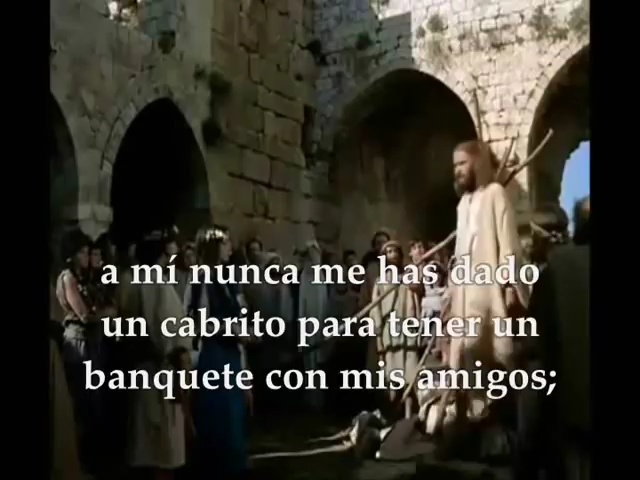 a mí nunca me has dado
un cabrito para tener un
banquete con mis amigos;